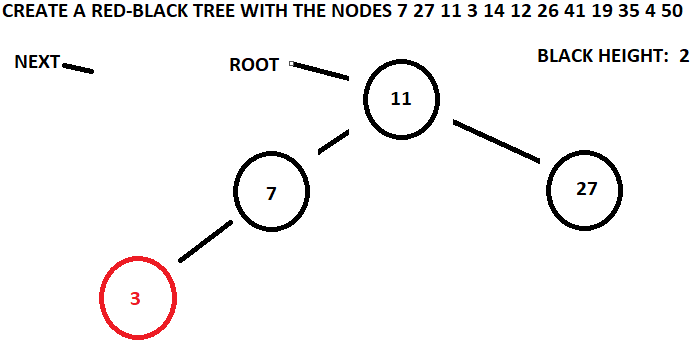 CREATE A RED-BLACK TREE WITH THE NODES 7 27 11 3 14 12 26 41 19 35 4 50
NEXT
ROOT
BLACK HEIGHT: 2
11
7
27
3